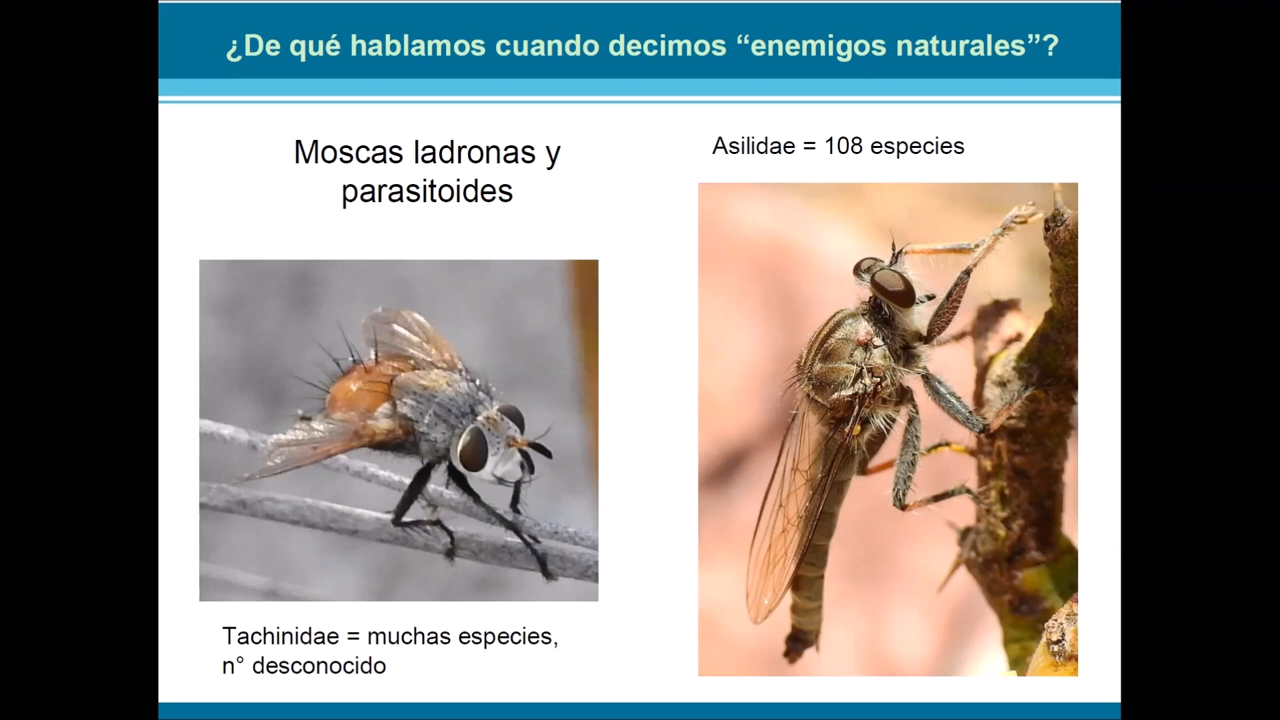 ¿De qué hablamos cuando decimos “enemigos naturales”?
Moscas ladronas y
parasitoides
Asilidae = 108 especies
Tachinidae = muchas especies,
n° desconocido